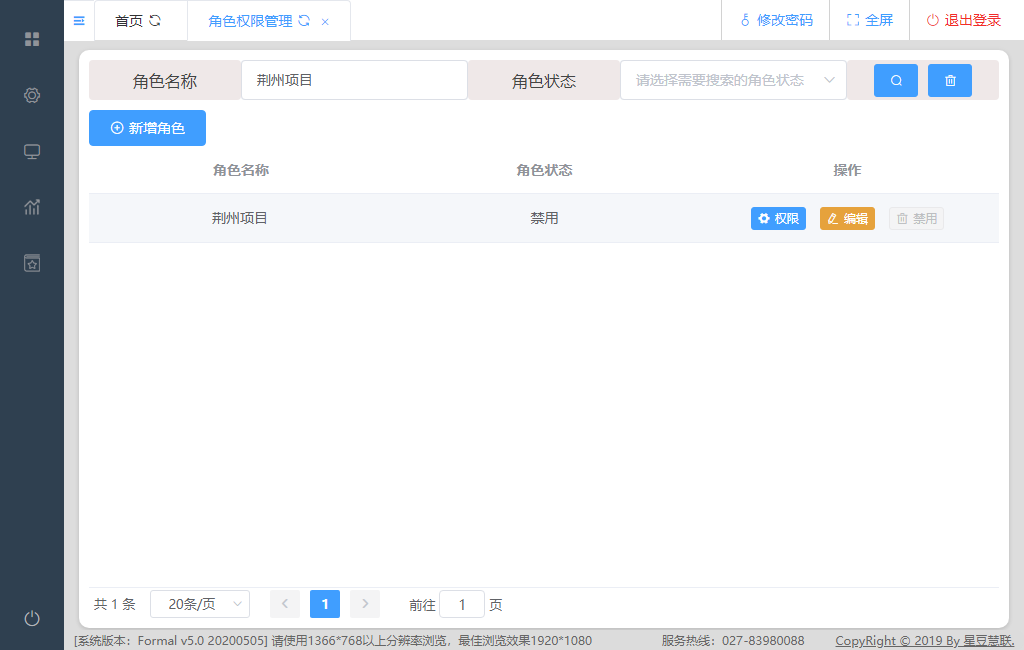 首页 角色权限管理 修改密码 全屏 退出登录
角色名称 荆州项目 角色状态 请选择需要搜索的角色状态
新增角色
角色名称 角色状态 操作
荆州项目 禁用 权限 编辑 禁用
共 1 条 20条/页 1 前往 1 页
[系统版本：Formal v5.0 20200505] 请使用1366*768以上分辨率浏览，最佳浏览效果1920*1080 服务热线：027-83980088 CopyRight © 2019 By 星豆慧联.